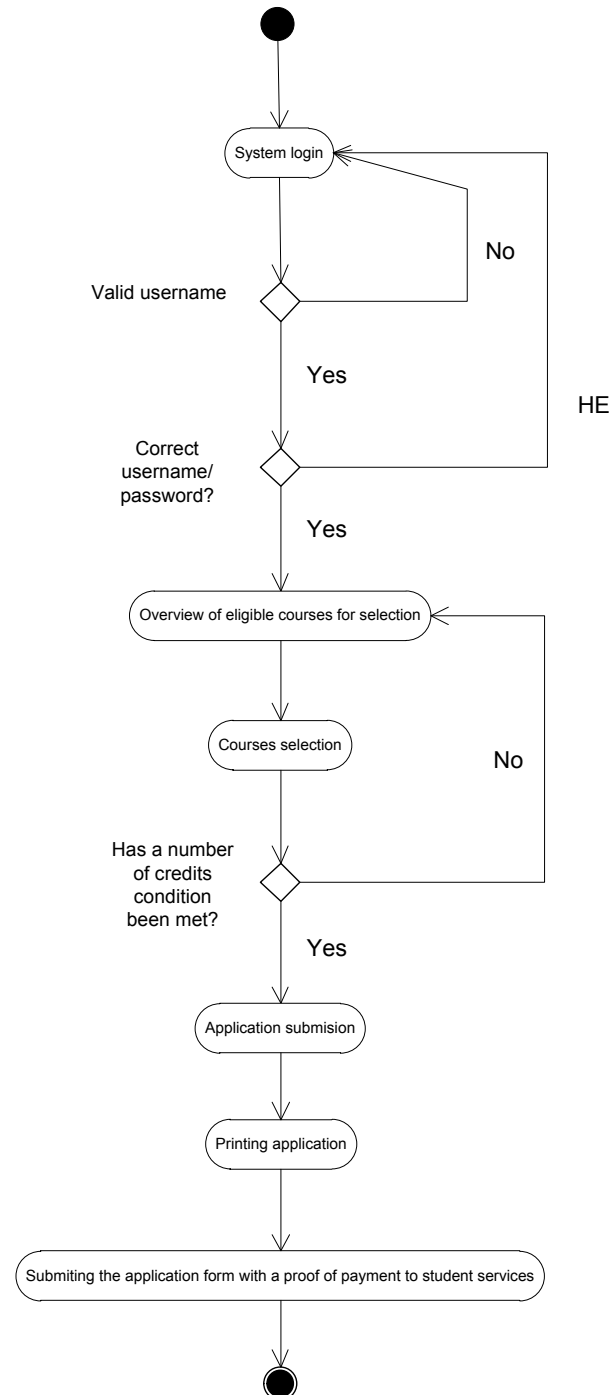 System login
No
Valid username
Yes
HE
Correct
username/
password?
Yes
Overview of eligible courses for selection
Courses selection
No
Has a number
of credits
condition
been met?
Yes
Application submision
Printing application
Submiting the application form with a proof of payment to student services